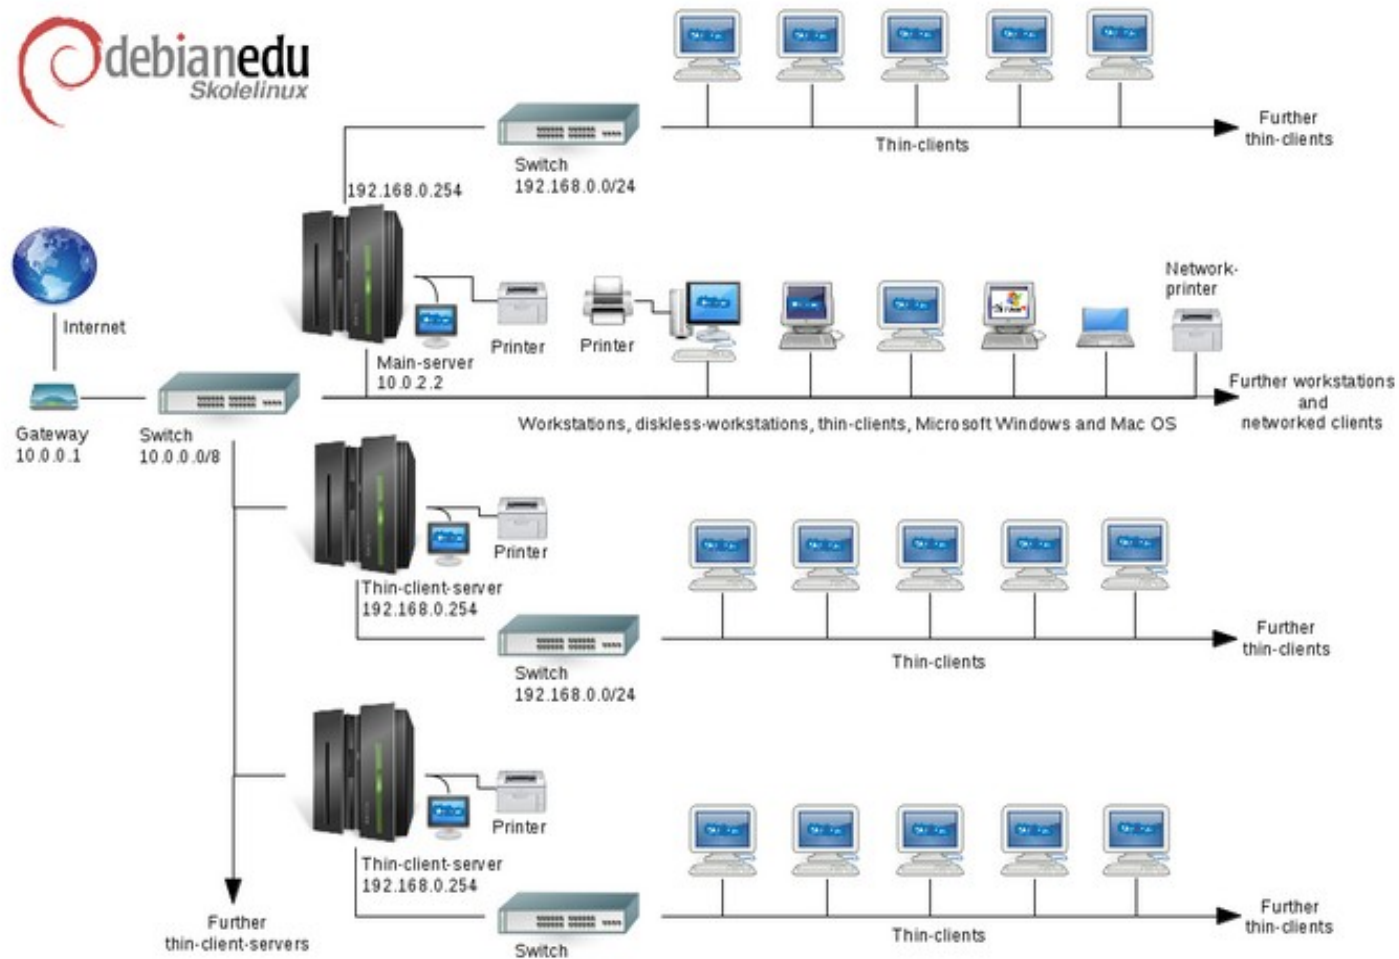 debianedu
Skolelinux
Further
thin-clients
Thin-clients
Switch
192.168.0.0/24
192.168.0.254
Internet
Network-
printer
Printer
Printer
Main-server
10.0.2.2
Further workstations
and
networked clients
Workstations, diskless-workstations, thin-clients, Microsoft Windows and Mac OS
Gateway
10.0.0.1
Switch
10.0.0.0/8
Printer
Thin-client-server
192.168.0.254
Further
thin-clients
Thin-clients
Switch
192.168.0.0/24
Printer
Thin-client-server
192.168.0.254
Further
thin-client-servers
Switch
Thin-clients
Further
thin-clients